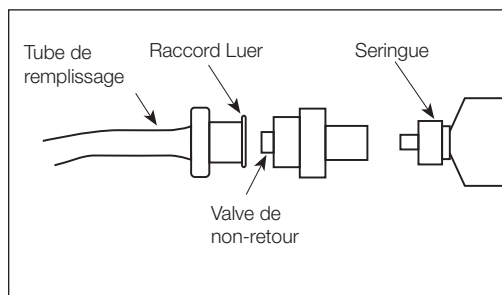 Tube de
remplissage
Raccord Luer
Seringue
Valve de
non-retour